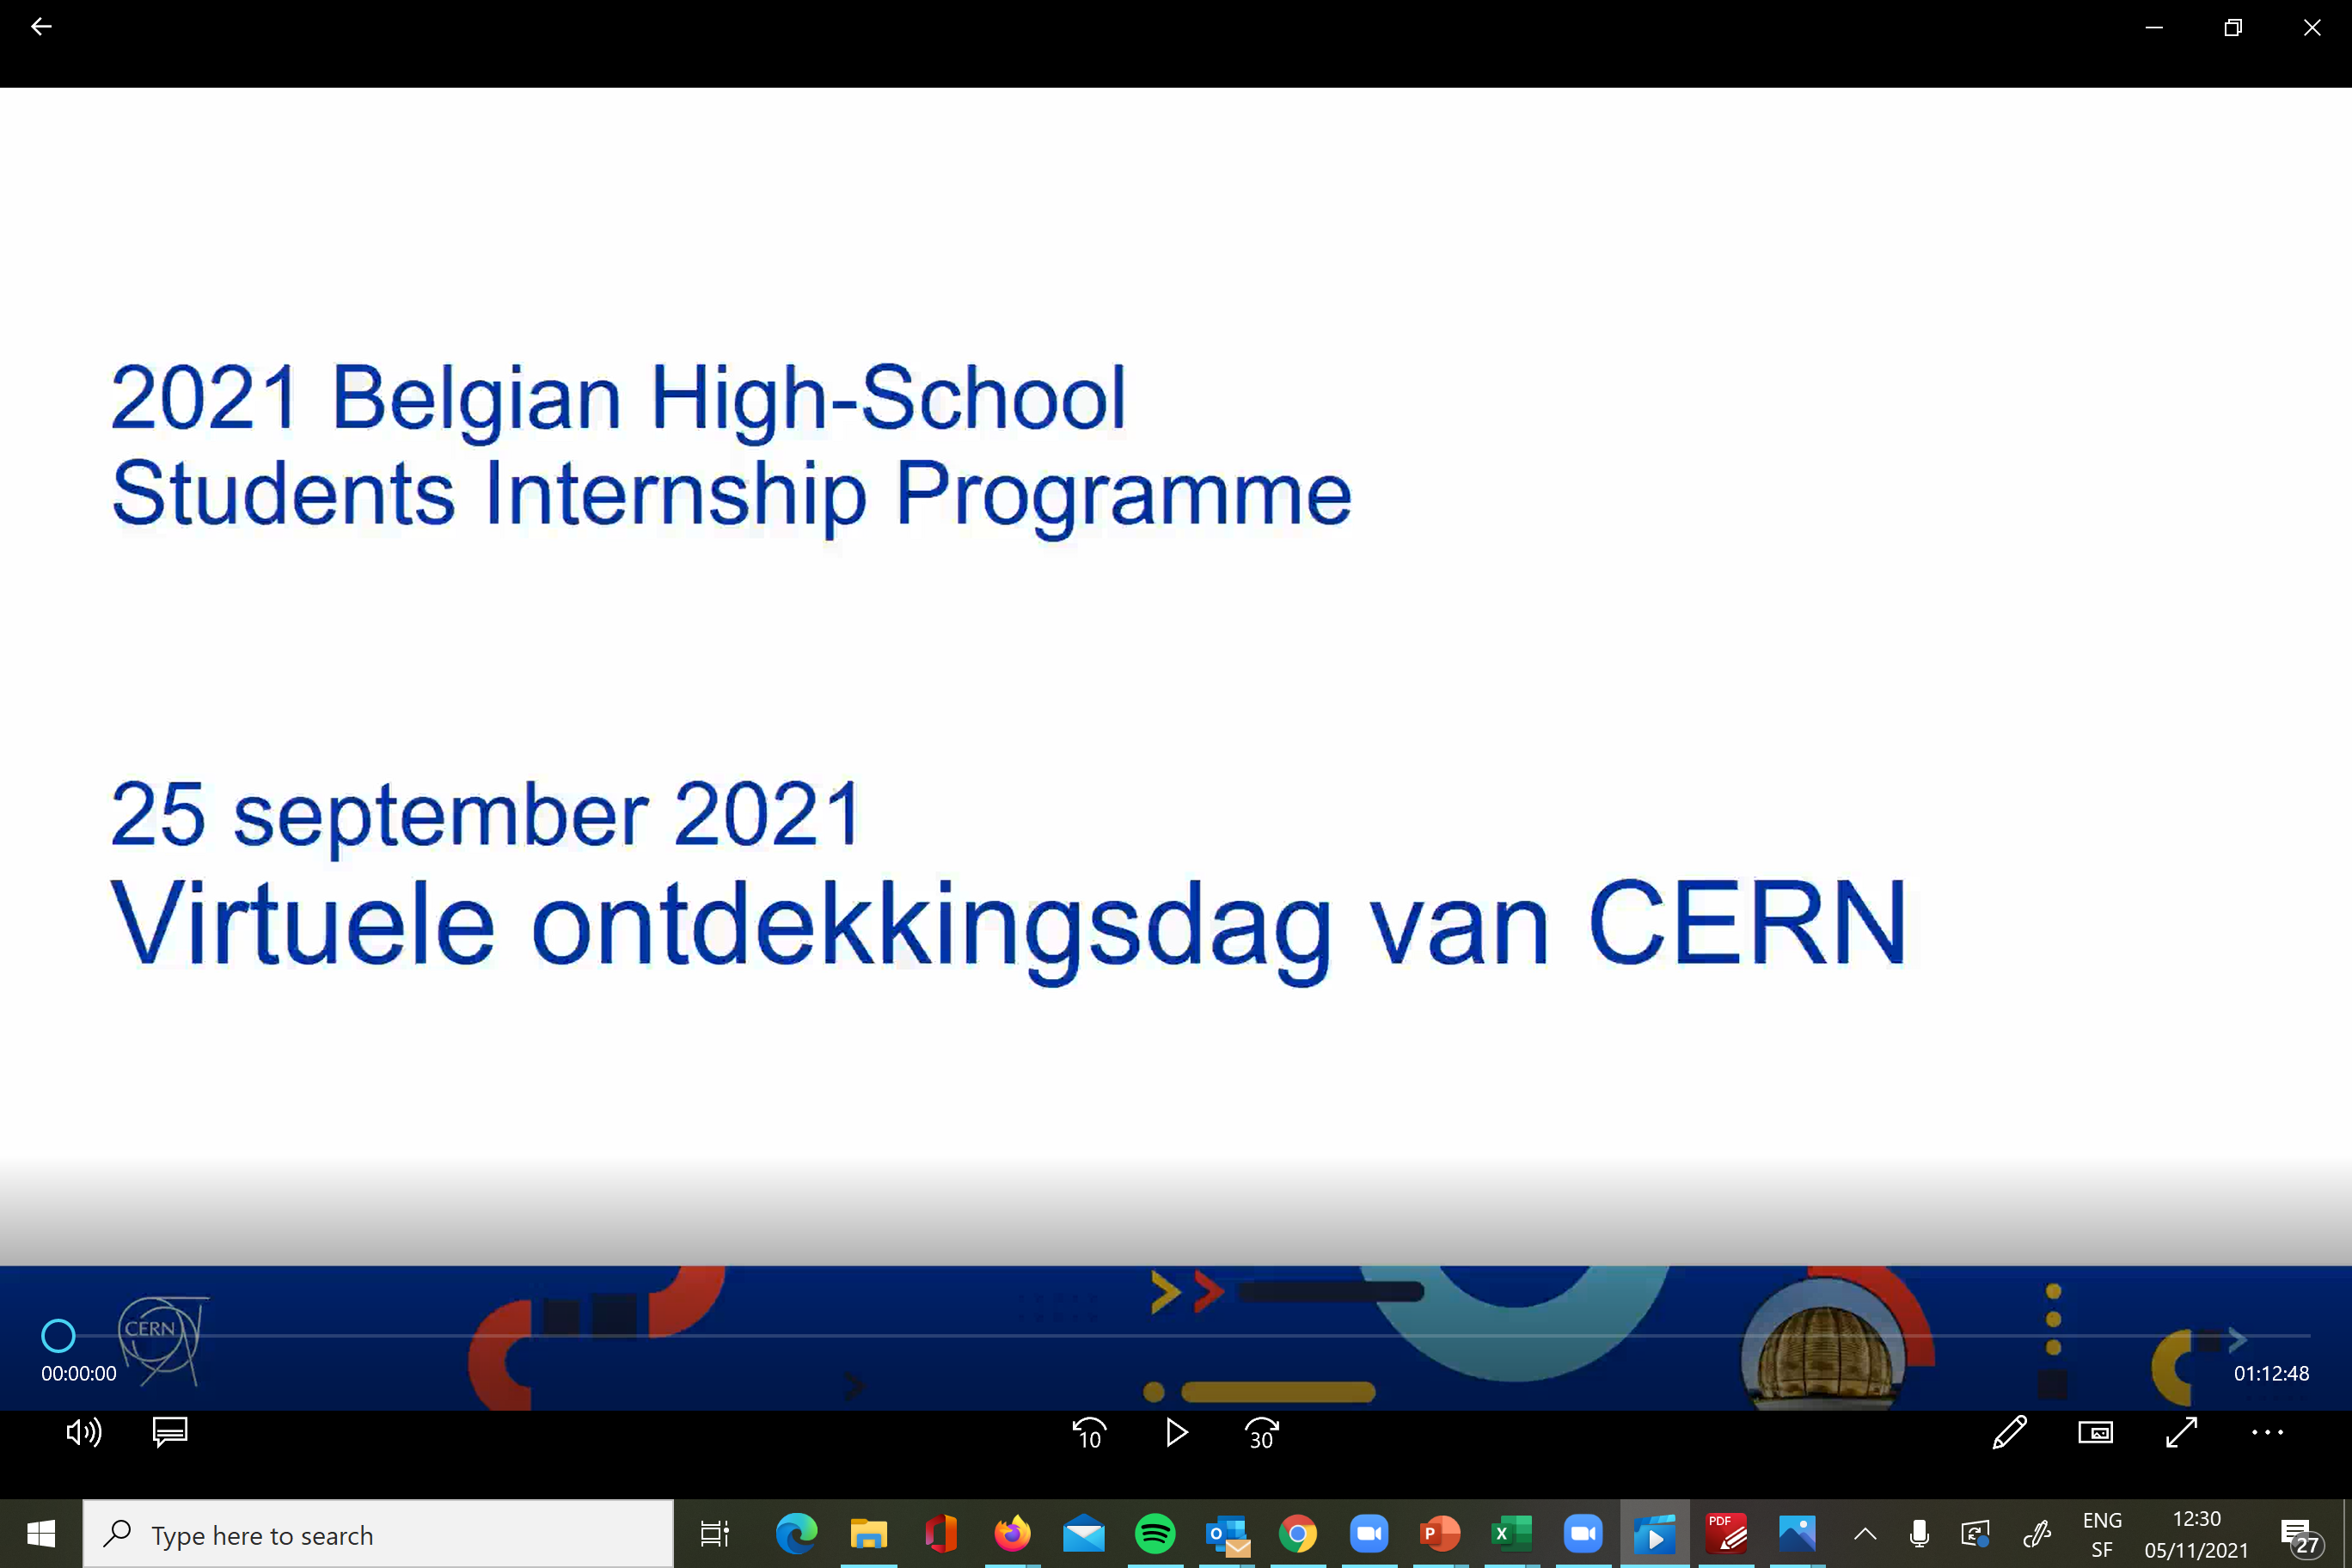 2021 Belgian High-School
Students Internship Programme
25 september 2021
Virtuele ontdekkingsdag van CERN
CERN
00:00:00
01:12:48
10
30
Type here to search
O
P
X
PDF
ENG
SF
12:30
05/11/2021
27